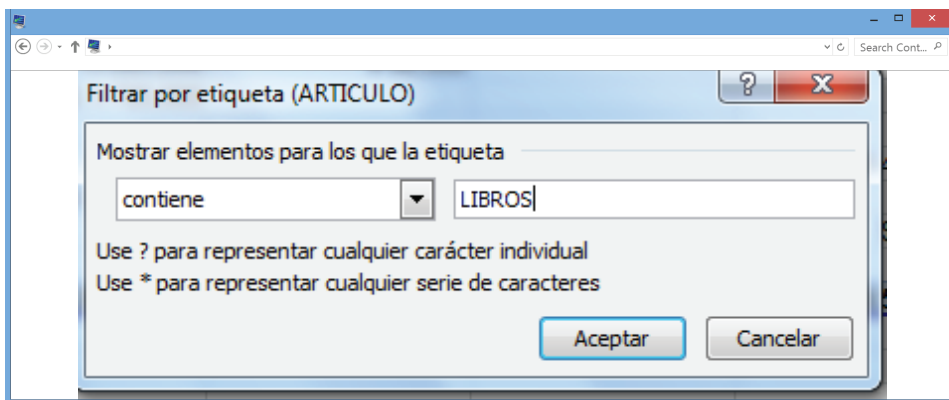 Search Cont...
Filtrar por etiqueta (ARTICULO)
Mostrar elementos para los que la etiqueta
contiene
LIBROS
Use ? para representar cualquier carácter individual
Use * para representar cualquier serie de caracteres
Aceptar
Cancelar